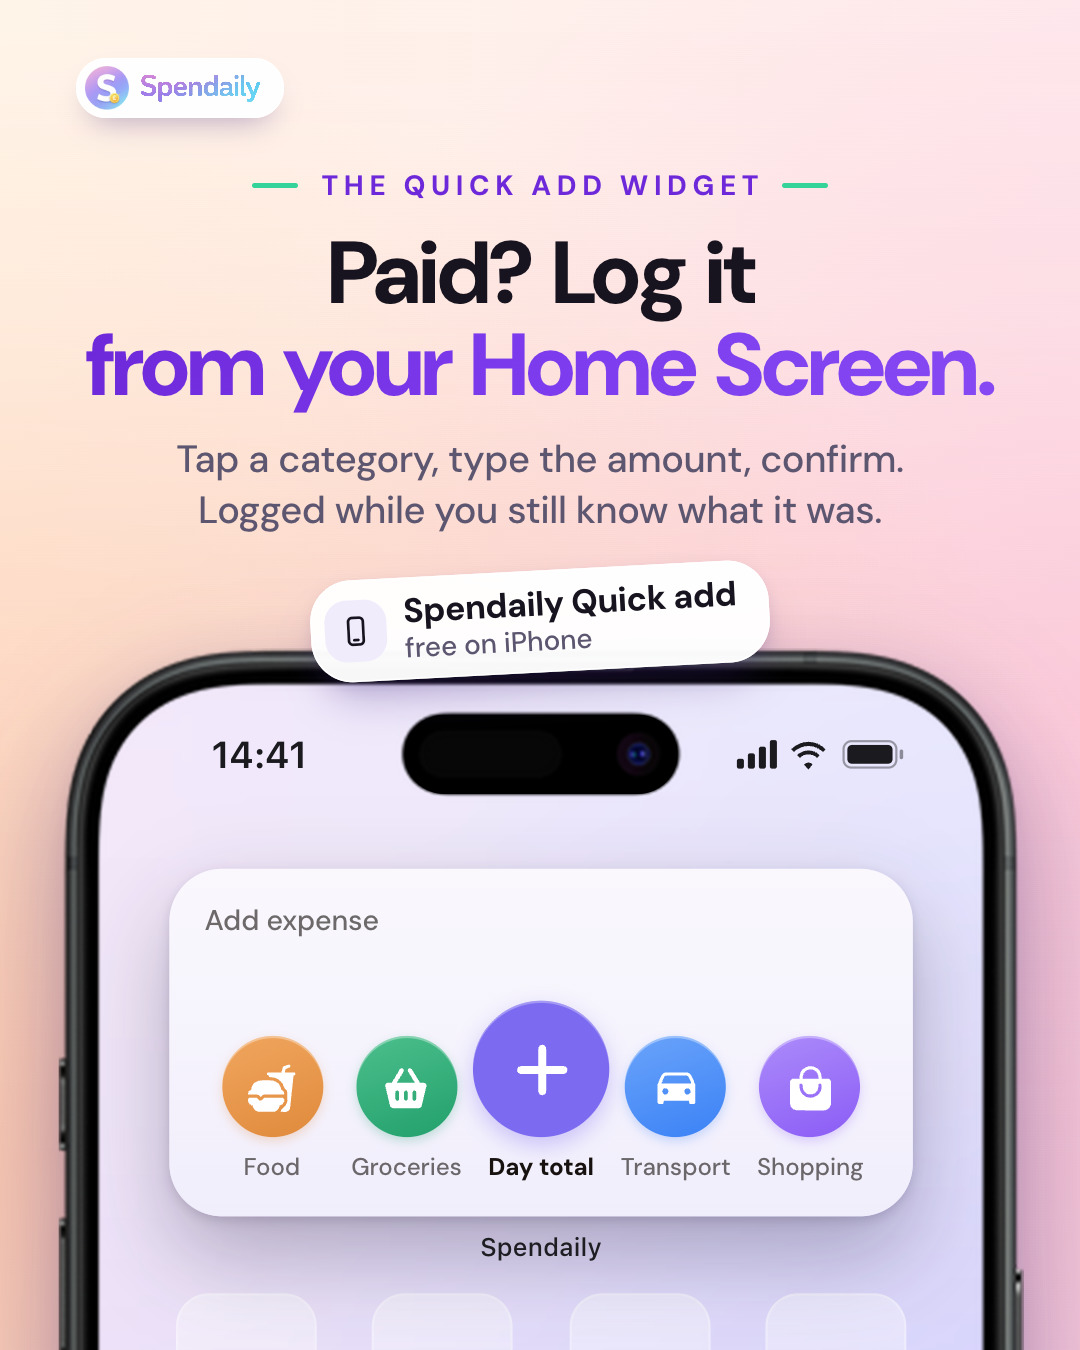 Spendaily
THE QUICK ADD WIDGET
Paid? Log it
from your Home Screen.
Tap a category, type the amount, confirm.
Logged while you still know what it was.
Spendaily Quick add
free on iPhone
14:41
Add expense
Food
Groceries
Day total
Transport
Shopping
Spendaily